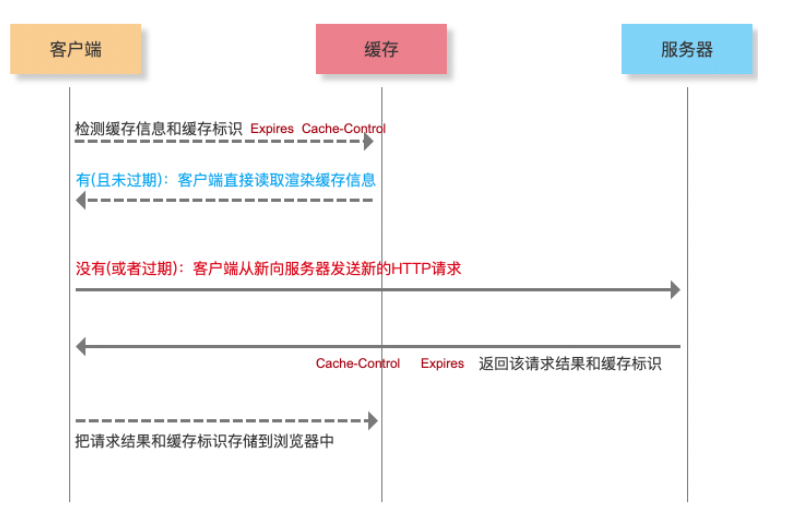 客户端 缓存 服务器
检测缓存信息和缓存标识 Expires Cache-Control
有(且未过期)：客户端直接读取渲染缓存信息
没有(或者过期)：客户端从新向服务器发送新的HTTP请求
Cache-Control Expires 返回该请求结果和缓存标识
把请求结果和缓存标识存储到浏览器中